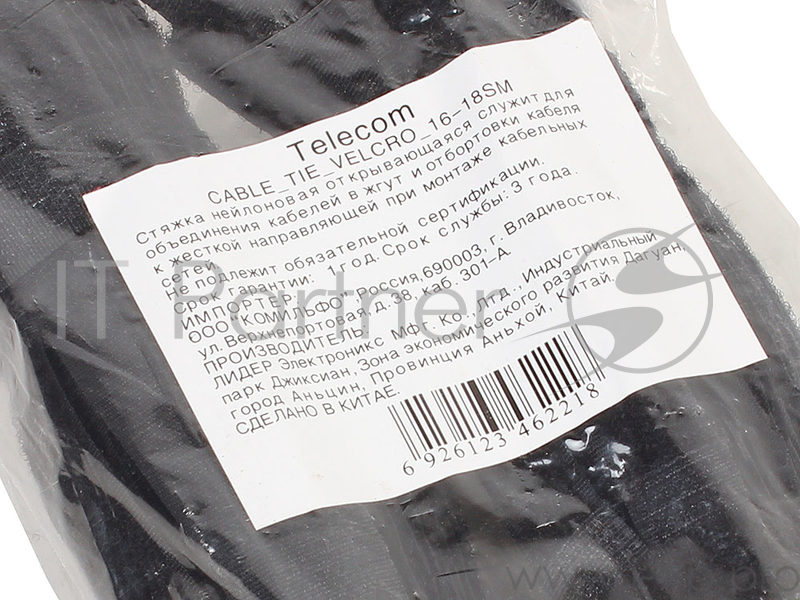 Telecom
CABLE_TIE_VELCRO_16-18SM
Стяжка нейлоновая открывающаяся служит для
объединения кабелей в жгут и отбортовки кабеля
к жесткой направляющей при монтаже кабельных
сетей.
Не подлежит обязательной сертификации.
Срок гарантии: 1 год. Срок службы: 3 года.
ИМПОРТЕР:
ООО "КОМИЛЬФО", Россия, 690003, г. Владивосток,
ул. Верхнепортовая, д. 38, каб. 301-А
ПРОИЗВОДИТЕЛЬ:
ЛИДЕР Электроникс Мфг. Ко., лтд., Индустриальный
парк Джиксиан, Зона экономического развития Дагуан,
город Аньцин, Провинция Аньхой, Китай.
СДЕЛАНО В КИТАЕ.
6 926123 462218
IT Partner